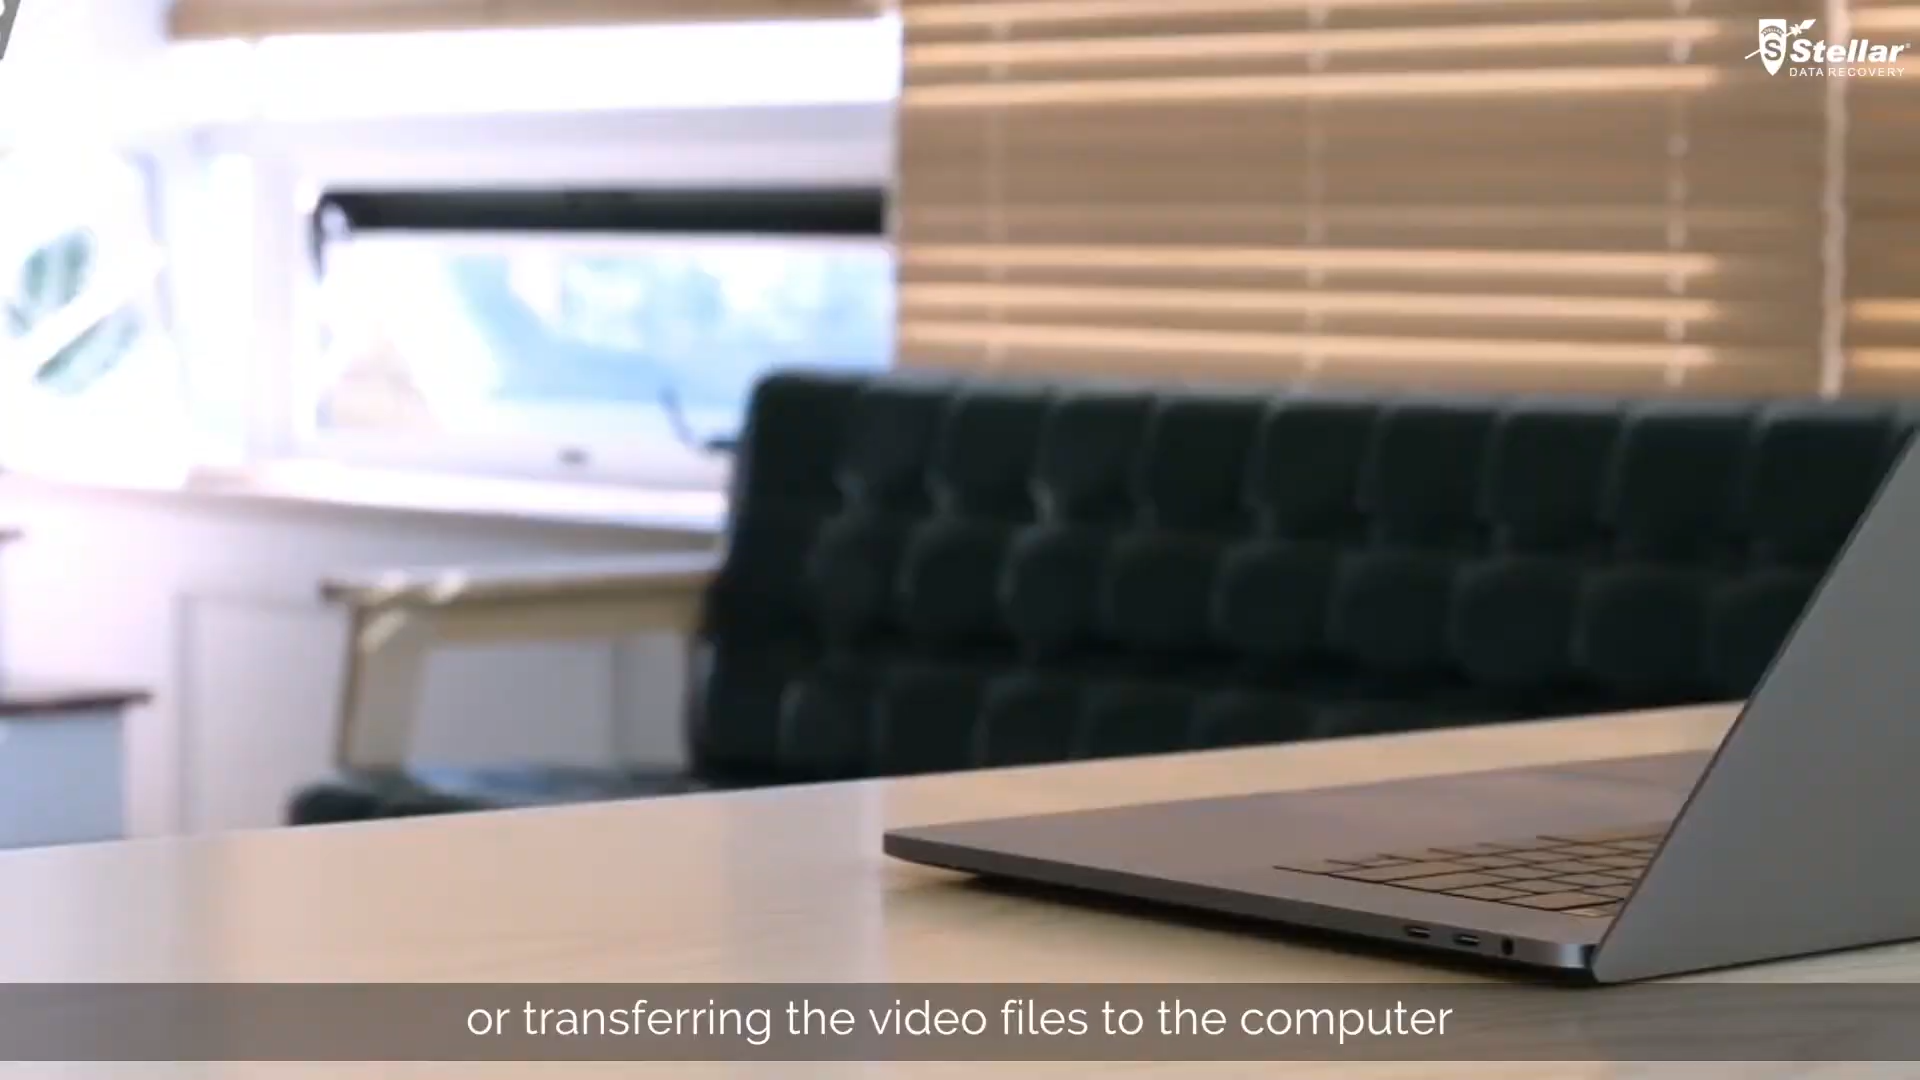 Stellar
DATA RECOVERY
or transferring the video files to the computer